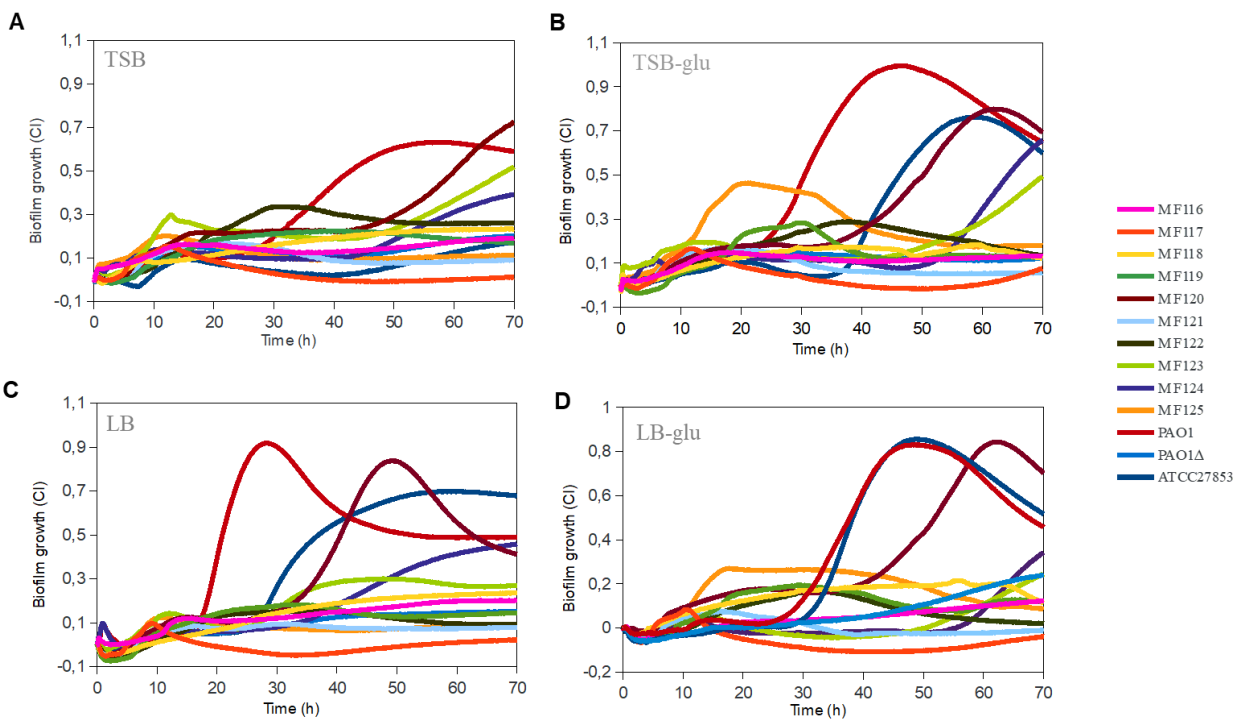 A
TSB
Biofilm growth (CI)
1,1
0,9
0,7
0,5
0,3
0,1
-0,1
0 10 20 30 40 50 60 70
Time (h)
B
TSB-glu
Biofilm growth (CI)
1,1
0,9
0,7
0,5
0,3
0,1
-0,1
0 10 20 30 40 50 60 70
Time (h)
C
LB
Biofilm growth (CI)
1,1
0,9
0,7
0,5
0,3
0,1
-0,1
0 10 20 30 40 50 60 70
Time (h)
D
LB-glu
Biofilm growth (CI)
1
0,8
0,6
0,4
0,2
0
-0,2
0 10 20 30 40 50 60 70
Time (h)
MF116
MF117
MF118
MF119
MF120
MF121
MF122
MF123
MF124
MF125
PAO1
PAO1Δ
ATCC27853